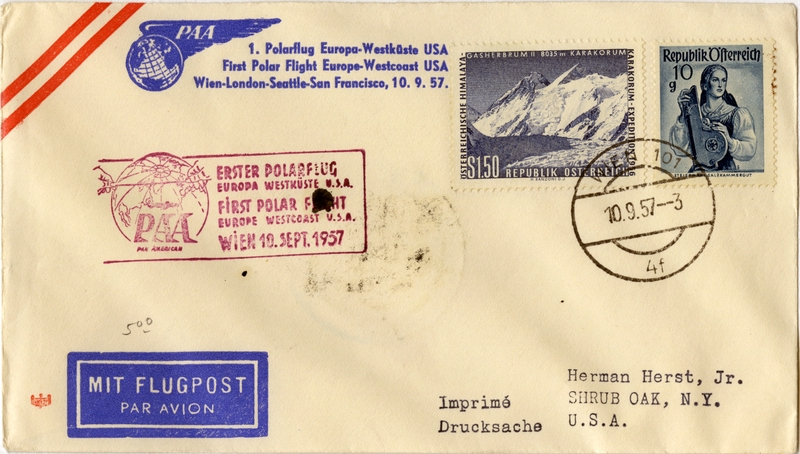 PAA
1. Polarflug Europa-Westküste USA
First Polar Flight Europe-Westcoast USA
Wien-London-Seattle-San Francisco, 10. 9. 57.
GASHERBRUM II 8035 m KARAKORUM
ÖSTERREICHISCHE HIMALAYA-
KARAKORUM-EXPEDITION 1956
S1.50 REPUBLIK ÖSTERREICH
Republik Österreich
10
g
ERSTER POLARFLUG
EUROPA WESTKÜSTE U.S.A.
FIRST POLAR FLIGHT
EUROPE WESTCOAST U.S.A.
WIEN 10. SEPT. 1957
PAA
PAN AMERICAN
WIEN 101
10.9.57--3
4f
500
MIT FLUGPOST
PAR AVION
Imprimé
Drucksache
Herman Herst, Jr.
SHRUB OAK, N.Y.
U.S.A.